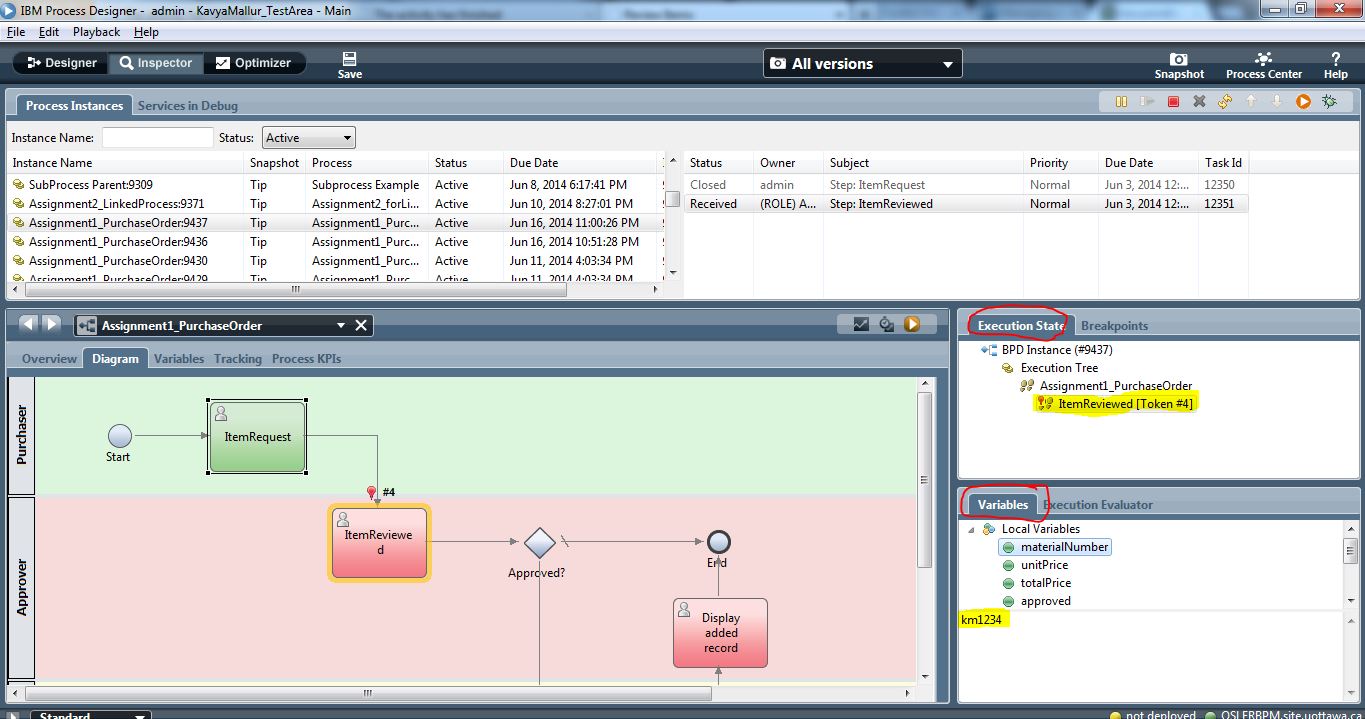 IBM Process Designer - admin - KavyaMallur_TestArea - Main
File Edit Playback Help
Designer Inspector Optimizer Save All versions Snapshot Process Center ? Help
Process Instances Services in Debug
Instance Name: Status: Active
Instance Name Snapshot Process Status Due Date
SubProcess Parent:9309 Tip Subprocess Example Active Jun 8, 2014 6:17:41 PM
Assignment2_LinkedProcess:9371 Tip Assignment2_forLi... Active Jun 10, 2014 8:27:01 PM
Assignment1_PurchaseOrder:9437 Tip Assignment1_Purc... Active Jun 16, 2014 11:00:26 PM
Assignment1_PurchaseOrder:9436 Tip Assignment1_Purc... Active Jun 16, 2014 10:51:28 PM
Assignment1_PurchaseOrder:9430 Tip Assignment1_Purc... Active Jun 11, 2014 4:03:34 PM
Assignment1_PurchaseOrder:9429 Tip Assignment1_Purc... Active Jun 11, 2014 4:03:34 PM
Status Owner Subject Priority Due Date Task Id
Closed admin Step: ItemRequest Normal Jun 3, 2014 12:... 12350
Received (ROLE) A... Step: ItemReviewed Normal Jun 3, 2014 12:... 12351
Assignment1_PurchaseOrder
Overview Diagram Variables Tracking Process KPIs
Purchaser
Start
ItemRequest
#4
Approver
ItemReviewe
d
Approved?
End
Display
added
record
Execution State Breakpoints
BPD Instance (#9437)
Execution Tree
Assignment1_PurchaseOrder
ItemReviewed [Token #4]
Variables Execution Evaluator
Local Variables
materialNumber
unitPrice
totalPrice
approved
km1234
Standard not deployed OSLERBPM.site.uottawa.ca